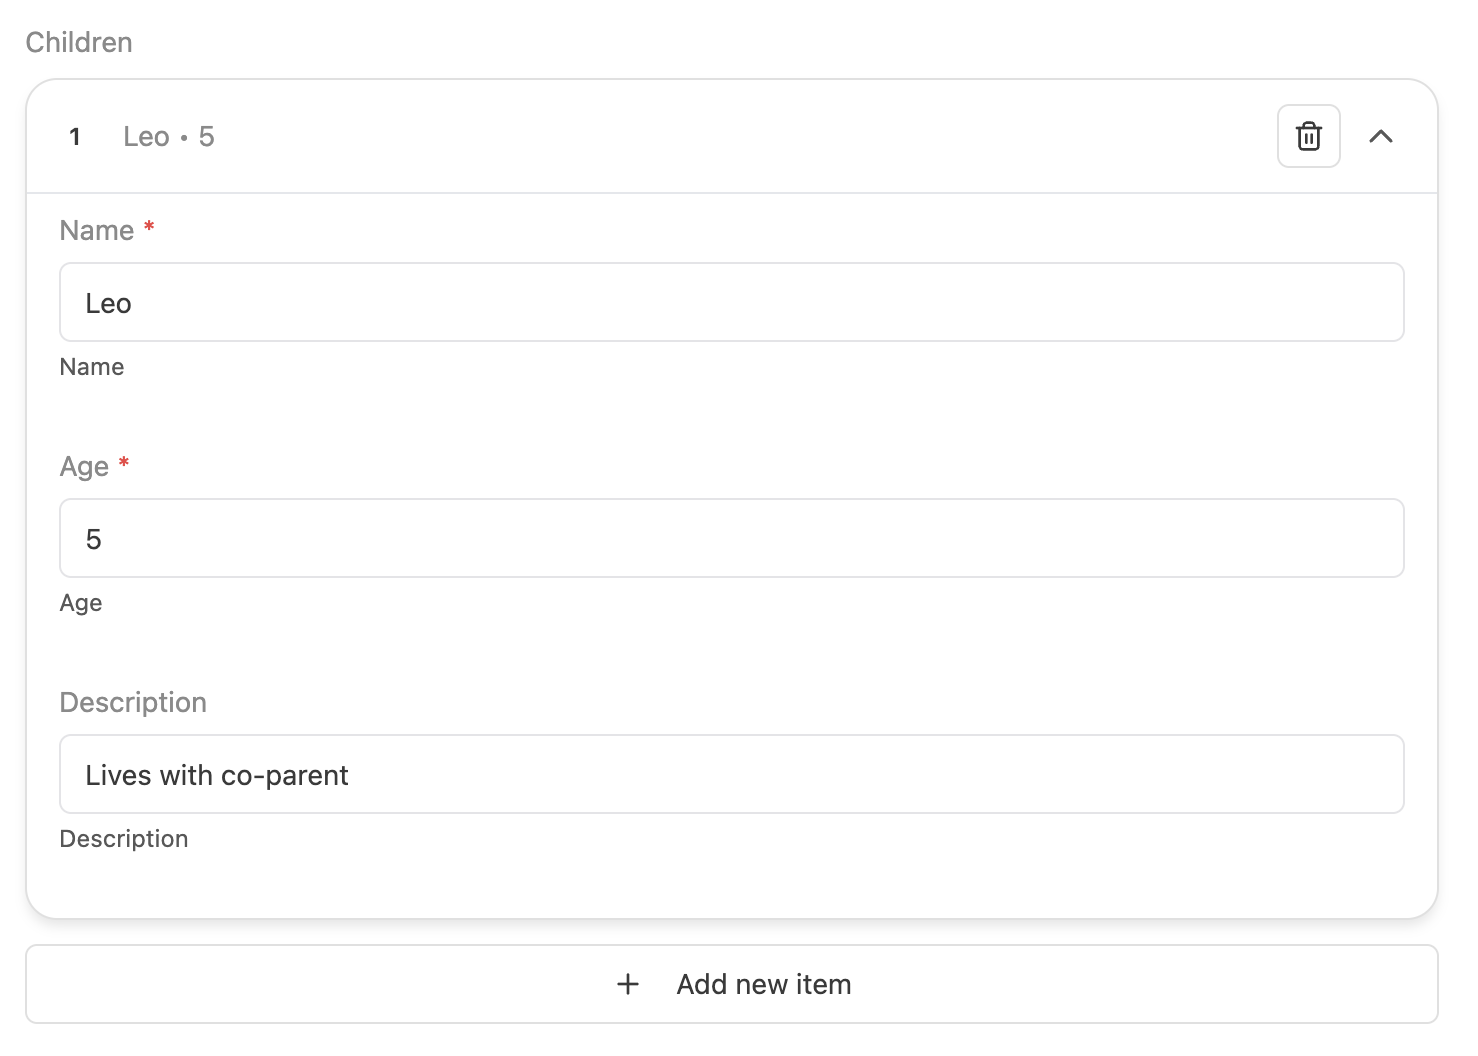 Children
1 Leo • 5
Name *
Leo
Name
Age *
5
Age
Description
Lives with co-parent
Description
+ Add new item